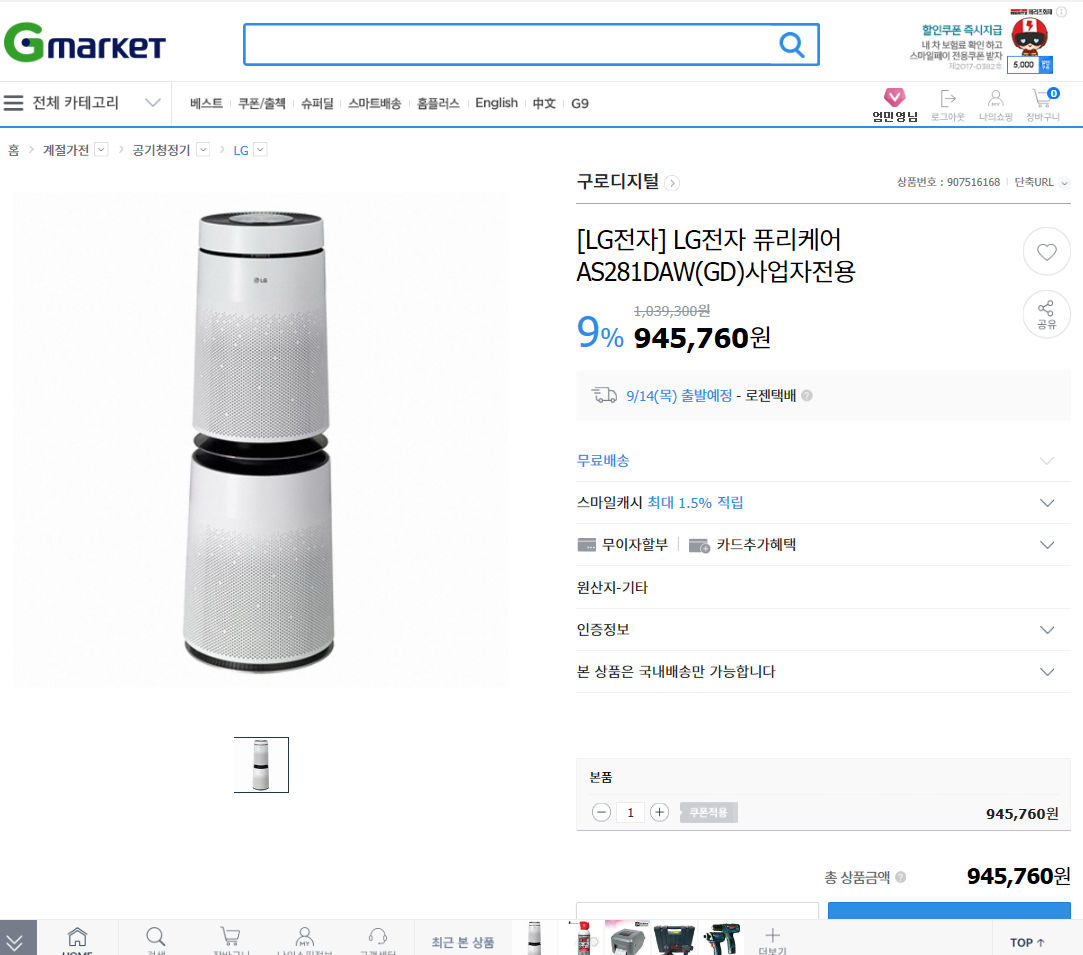 Gmarket
할인쿠폰 즉시지급
내 차 보험료 확인 하고
스마일페이 전용쿠폰 받자
제2017-0382호
5,000
전체 카테고리
베스트 쿠폰/출첵 슈퍼딜 스마트배송 홈플러스 English 中文 G9
엄민영님 로그아웃 나의쇼핑 장바구니
0
홈 > 계절가전 > 공기청정기 > LG
구로디지털
상품번호 : 907516168 단축URL
[LG전자] LG전자 퓨리케어
AS281DAW(GD)사업자전용
9% 1,039,300원
945,760원
공유
9/14(목) 출발예정 - 로젠택배
LG
무료배송
스마일캐시 최대 1.5% 적립
무이자할부 카드추가혜택
원산지-기타
인증정보
본 상품은 국내배송만 가능합니다
본품
1 쿠폰적용 945,760원
총 상품금액 945,760원
HOME 검색 장바구니 나의쇼핑정보 고객센터 최근 본 상품 더보기 TOP